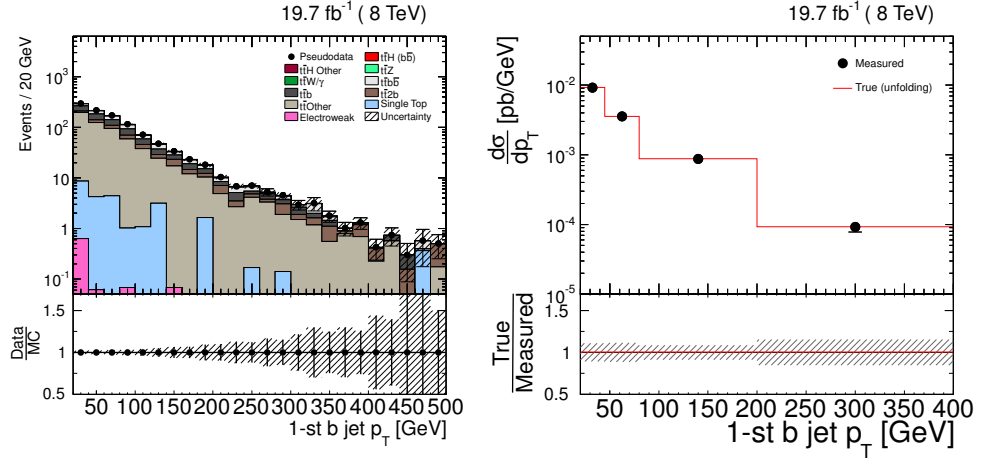 19.7 fb⁻¹ ( 8 TeV)
Events / 20 GeV
10³
10²
10
1
10⁻¹
Pseudodata
tt̄H (bb̄)
tt̄H Other
tt̄Z
tt̄W/γ
tt̄bb̄
tt̄b
tt̄2b
tt̄Other
Single Top
Electroweak
Uncertainty
Data
MC
1.5
1
0.5
50 100 150 200 250 300 350 400 450 500
1-st b jet p_T [GeV]
19.7 fb⁻¹ ( 8 TeV)
dσ
dp_T
[pb/GeV]
10⁻²
10⁻³
10⁻⁴
10⁻⁵
Measured
True (unfolding)
True
Measured
1.5
1
0.5
50 100 150 200 250 300 350 400
1-st b jet p_T [GeV]